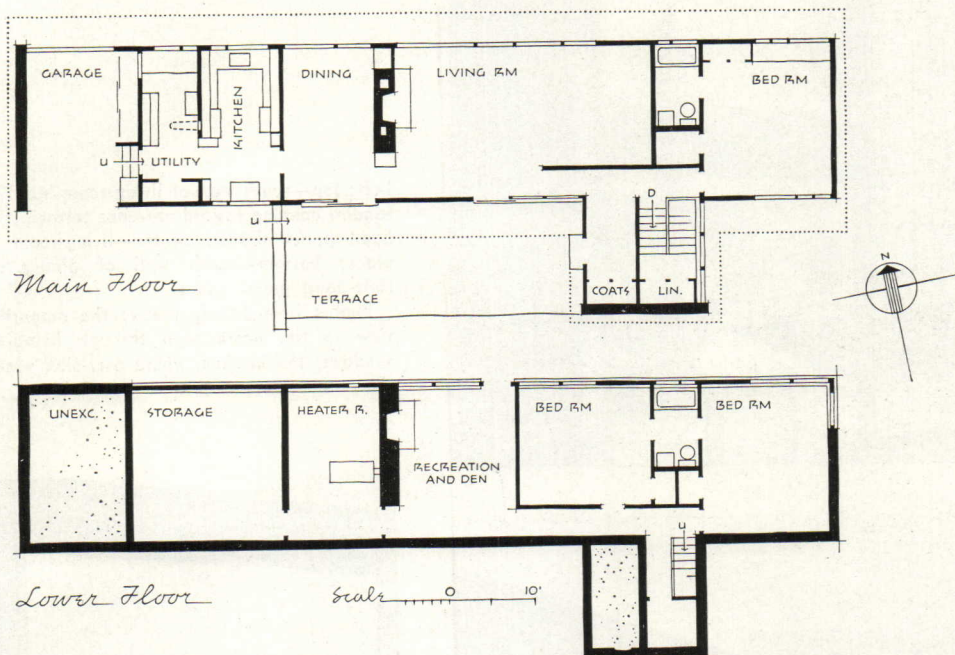 GARAGE
u
UTILITY
KITCHEN
DINING
LIVING RM
BED RM
u
D
COATS
LIN.
TERRACE
Main Floor
N
UNEXC.
STORAGE
HEATER R.
RECREATION
AND DEN
BED RM
BED RM
u
Lower Floor
Scale 0 10'